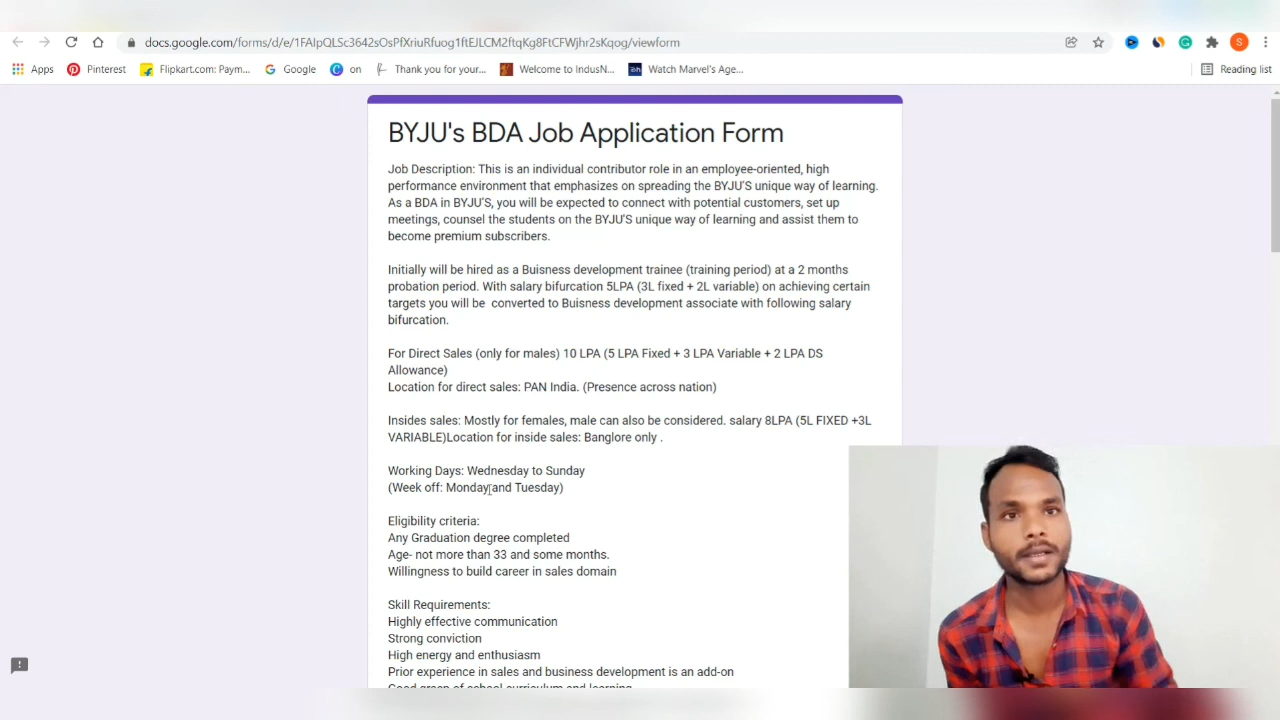 docs.google.com/forms/d/e/1FAIpQLSc3642sOsPfXriuRfuog1ftEJLCM2ftqKg8FtCFWjhr2sKqog/viewform
S
Apps Pinterest Flipkart.com: Paym... Google on Thank you for your... Welcome to IndusN... Watch Marvel's Age... Reading list
BYJU's BDA Job Application Form
Job Description: This is an individual contributor role in an employee-oriented, high
performance environment that emphasizes on spreading the BYJU'S unique way of learning.
As a BDA in BYJU'S, you will be expected to connect with potential customers, set up
meetings, counsel the students on the BYJU'S unique way of learning and assist them to
become premium subscribers.
Initially will be hired as a Buisness development trainee (training period) at a 2 months
probation period. With salary bifurcation 5LPA (3L fixed + 2L variable) on achieving certain
targets you will be converted to Buisness development associate with following salary
bifurcation.
For Direct Sales (only for males) 10 LPA (5 LPA Fixed + 3 LPA Variable + 2 LPA DS
Allowance)
Location for direct sales: PAN India. (Presence across nation)
Insides sales: Mostly for females, male can also be considered. salary 8LPA (5L FIXED +3L
VARIABLE)Location for inside sales: Banglore only .
Working Days: Wednesday to Sunday
(Week off: Monday and Tuesday)
Eligibility criteria:
Any Graduation degree completed
Age- not more than 33 and some months.
Willingness to build career in sales domain
Skill Requirements:
Highly effective communication
Strong conviction
High energy and enthusiasm
Prior experience in sales and business development is an add-on
Good grasp of school curriculum and learning